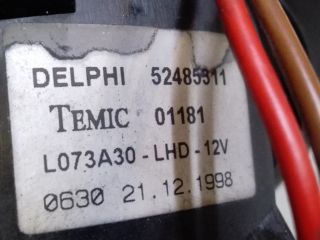 DELPHI 52485311
TEMIC 01181
L073A30-LHD-12V
0630 21.12.1998